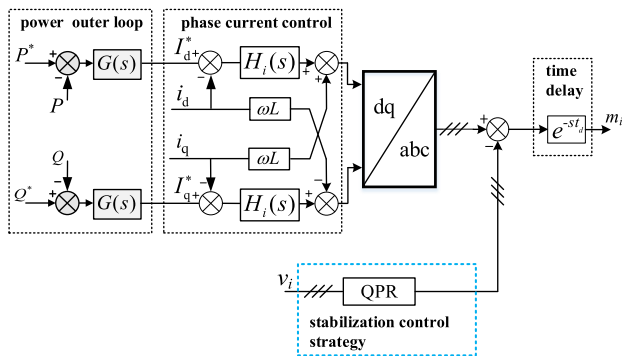 power outer loop
phase current control
P*
+
-
P
G(s)
I*d
+
-
Hi(s)
+
+
id
ωL
dq
abc
+
-
time
delay
e^-std
mi
iq
ωL
Q
-
Q*
+
G(s)
-
I*q
+
Hi(s)
-
+
vi
QPR
stabilization control
strategy